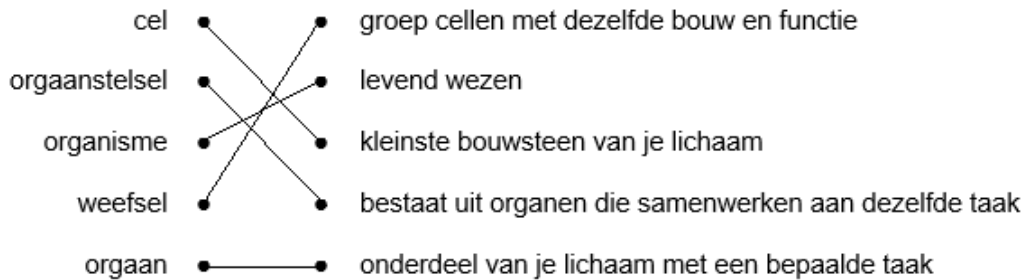 cel groep cellen met dezelfde bouw en functie
orgaanstelsel levend wezen
organisme kleinste bouwsteen van je lichaam
weefsel bestaat uit organen die samenwerken aan dezelfde taak
orgaan onderdeel van je lichaam met een bepaalde taak